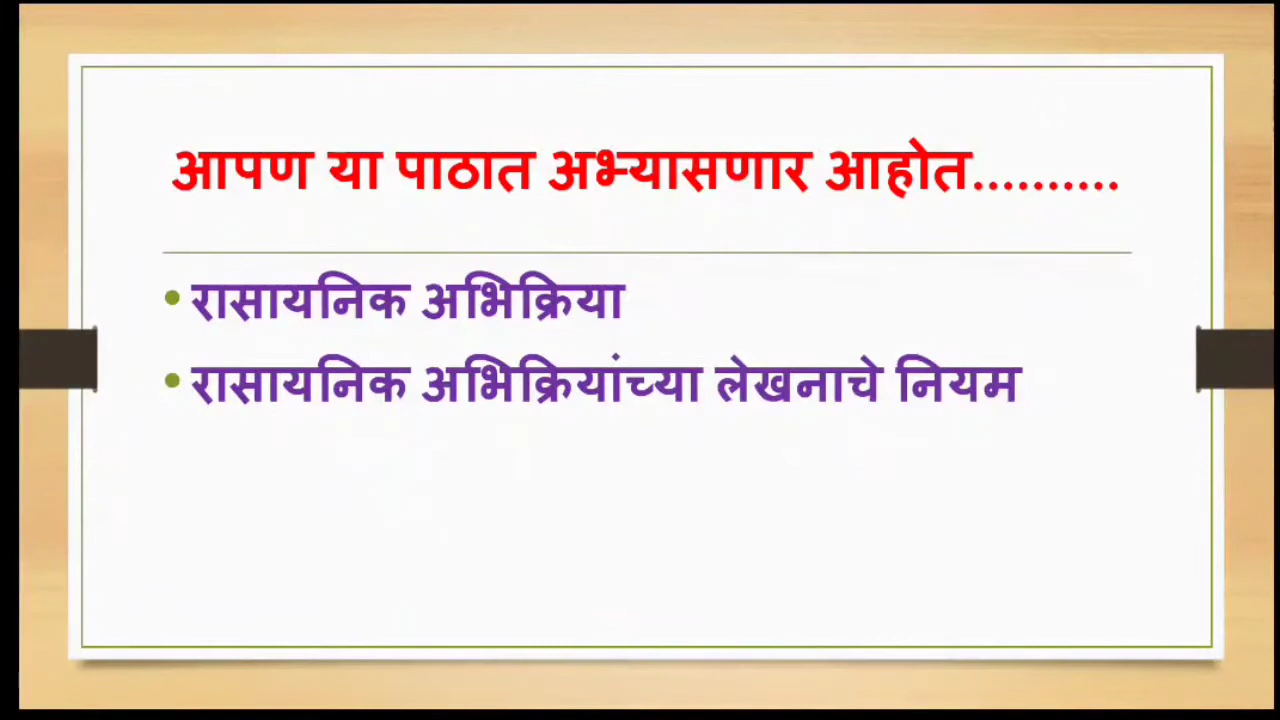 आपण या पाठात अभ्यासणार आहोत..........
• रासायनिक अभिक्रिया
• रासायनिक अभिक्रियांच्या लेखनाचे नियम